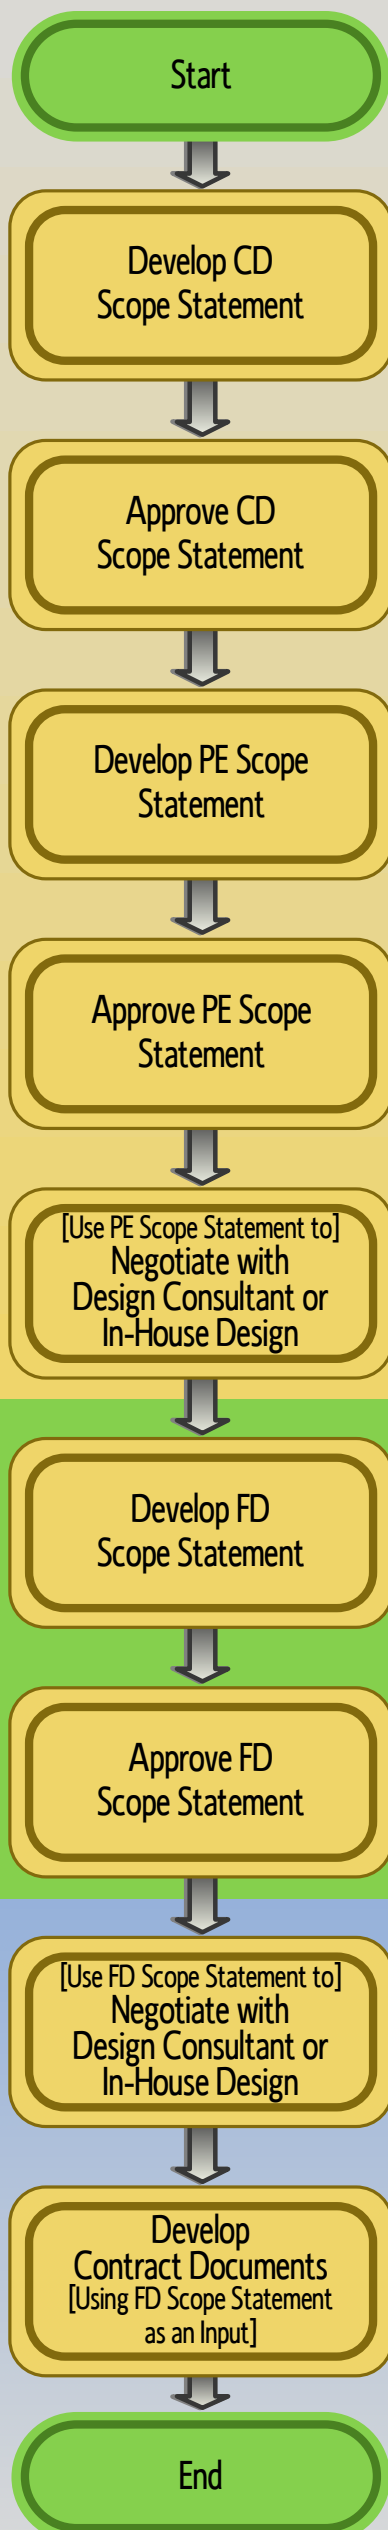 Start
Develop CD
Scope Statement
Approve CD
Scope Statement
Develop PE Scope
Statement
Approve PE Scope
Statement
[Use PE Scope Statement to]
Negotiate with
Design Consultant or
In-House Design
Develop FD
Scope Statement
Approve FD
Scope Statement
[Use FD Scope Statement to]
Negotiate with
Design Consultant or
In-House Design
Develop
Contract Documents
[Using FD Scope Statement
as an Input]
End